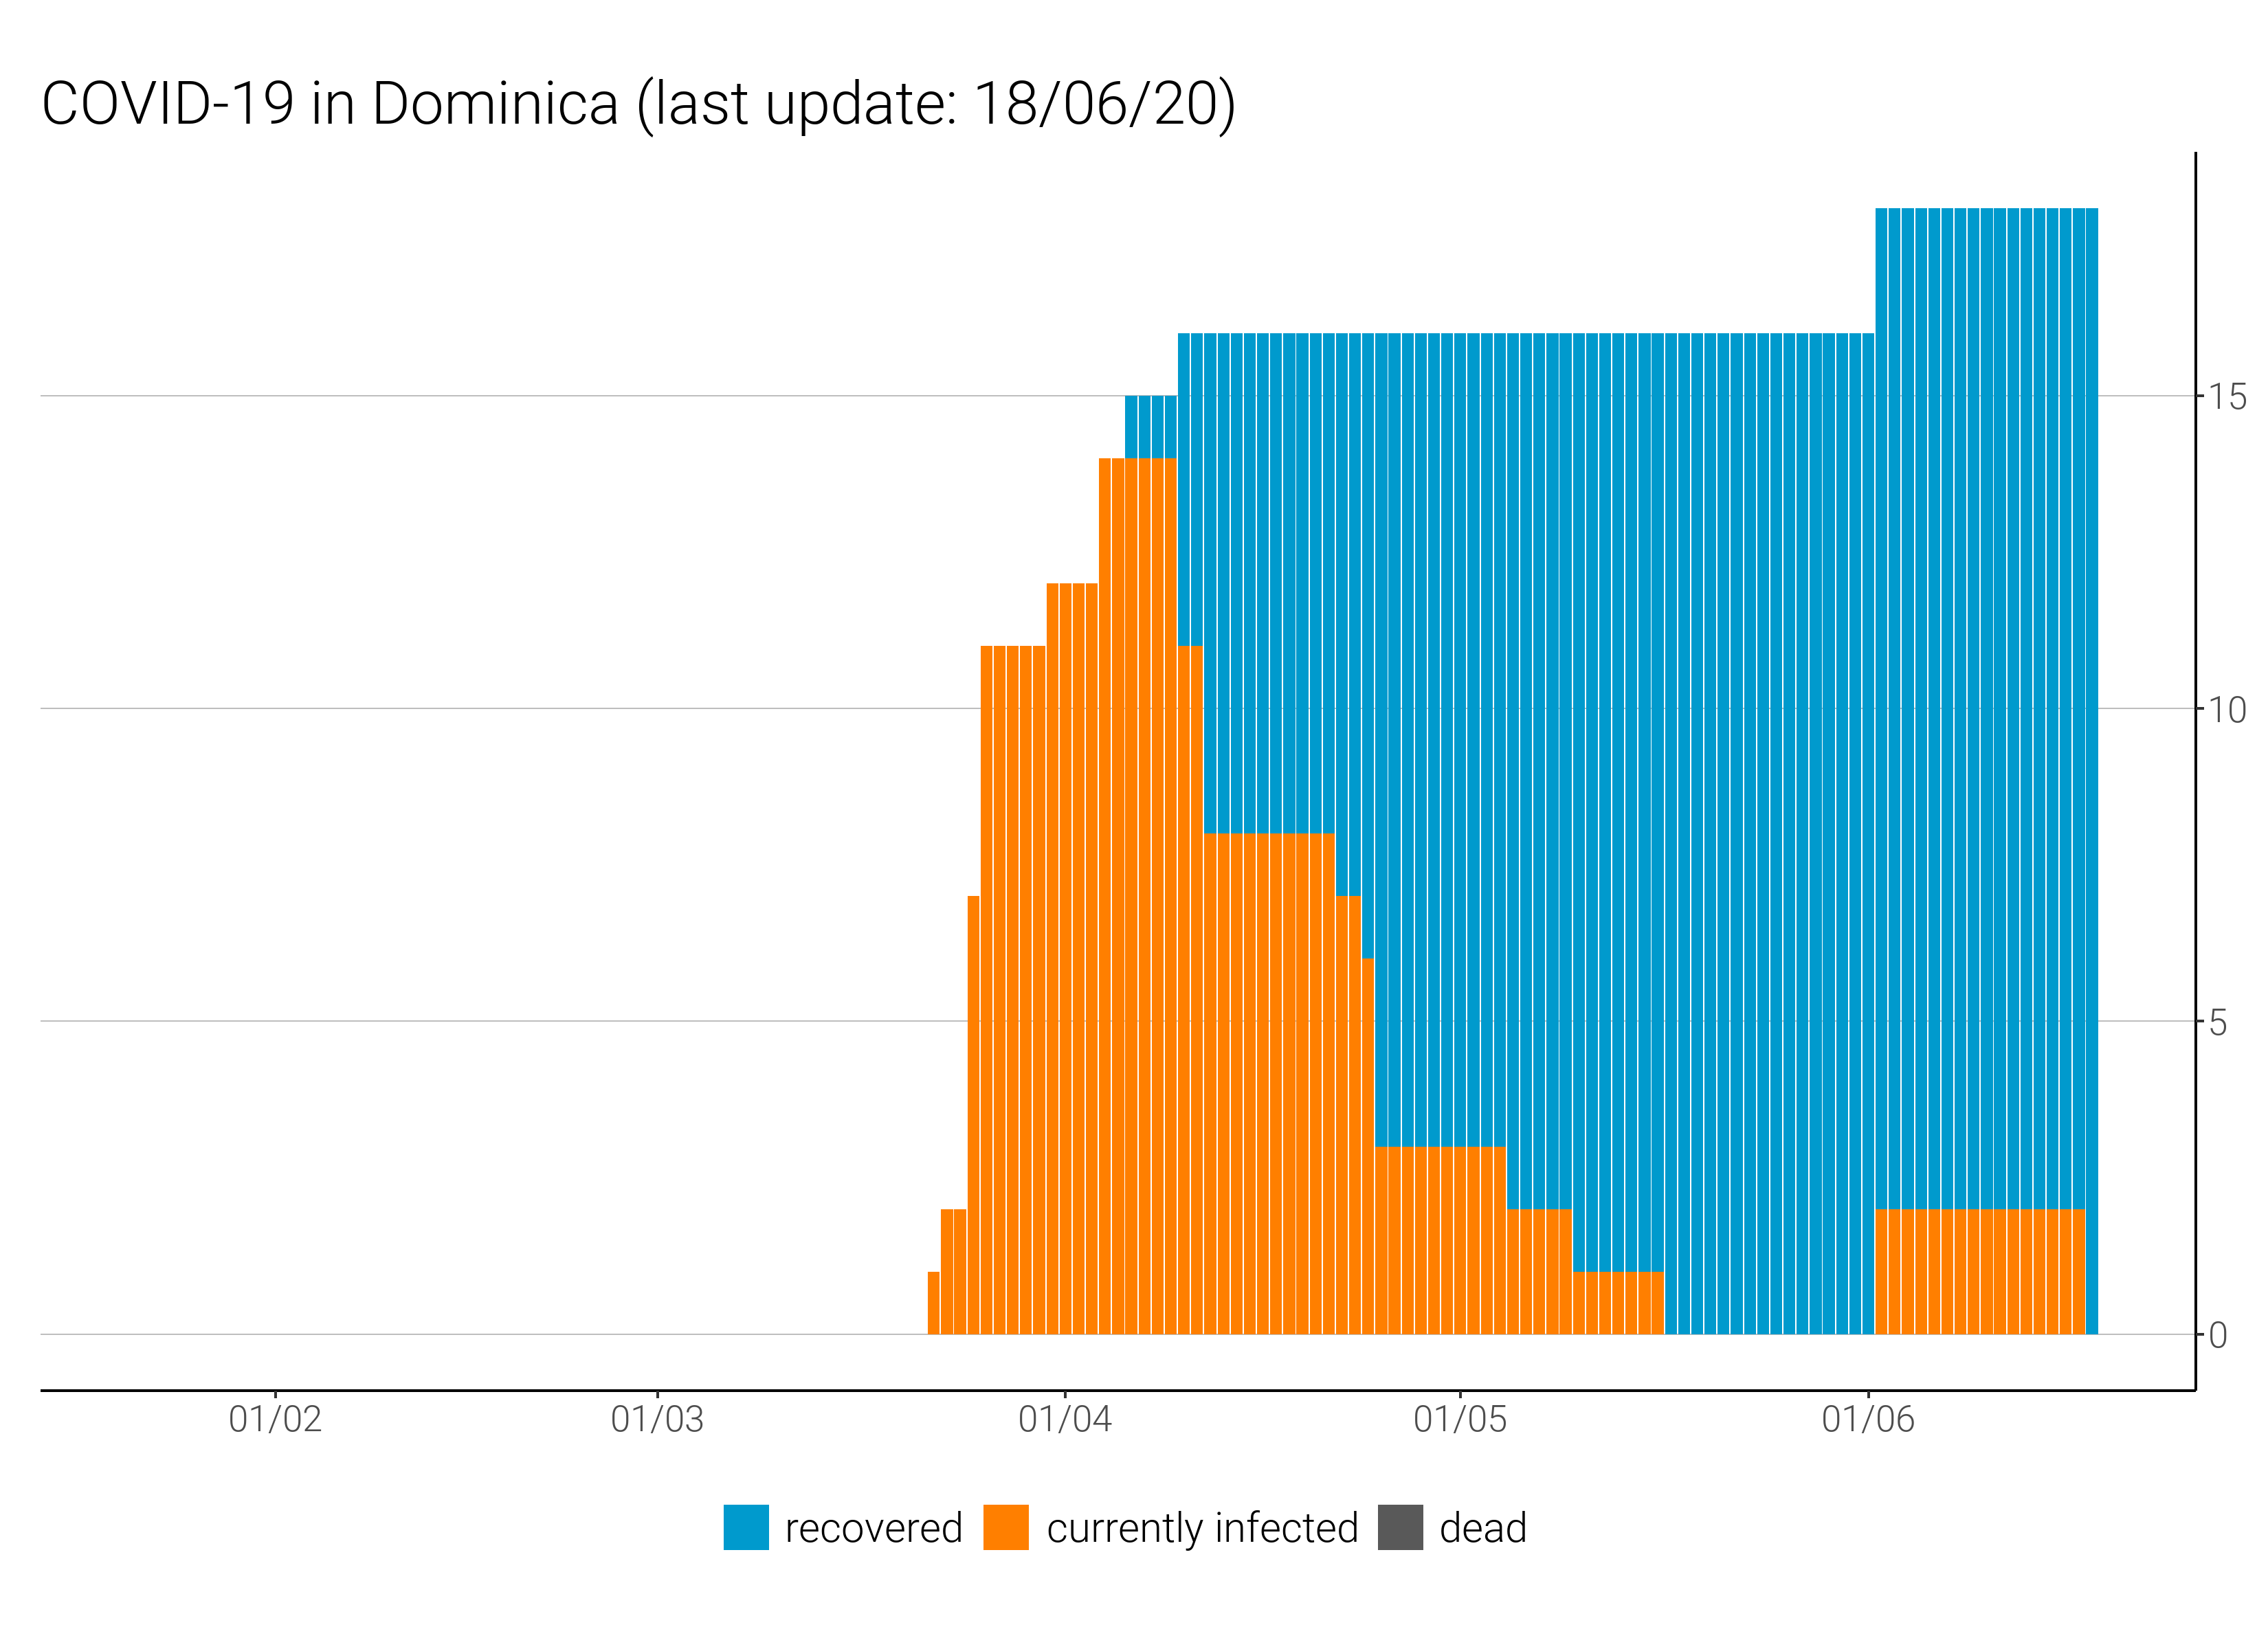 COVID-19 in Dominica (last update: 18/06/20)
15
10
5
0
01/02 01/03 01/04 01/05 01/06
recovered currently infected dead